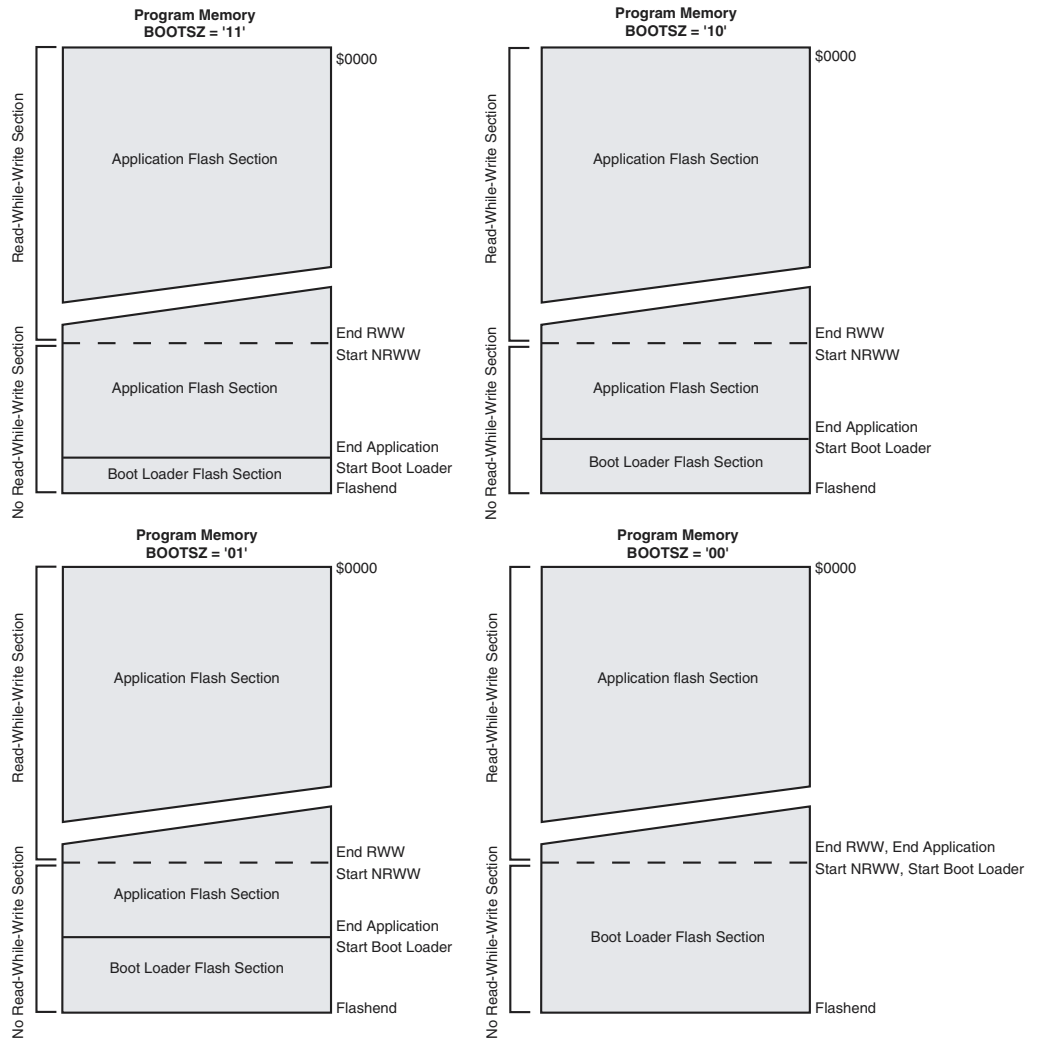 Program Memory
BOOTSZ = '11'
$0000
Read-While-Write Section
Application Flash Section
End RWW
Start NRWW
No Read-While-Write Section
Application Flash Section
End Application
Start Boot Loader
Boot Loader Flash Section
Flashend
Program Memory
BOOTSZ = '10'
$0000
Read-While-Write Section
Application Flash Section
End RWW
Start NRWW
No Read-While-Write Section
Application Flash Section
End Application
Start Boot Loader
Boot Loader Flash Section
Flashend
Program Memory
BOOTSZ = '01'
$0000
Read-While-Write Section
Application Flash Section
End RWW
Start NRWW
No Read-While-Write Section
Application Flash Section
End Application
Start Boot Loader
Boot Loader Flash Section
Flashend
Program Memory
BOOTSZ = '00'
$0000
Read-While-Write Section
Application flash Section
End RWW, End Application
Start NRWW, Start Boot Loader
No Read-While-Write Section
Boot Loader Flash Section
Flashend